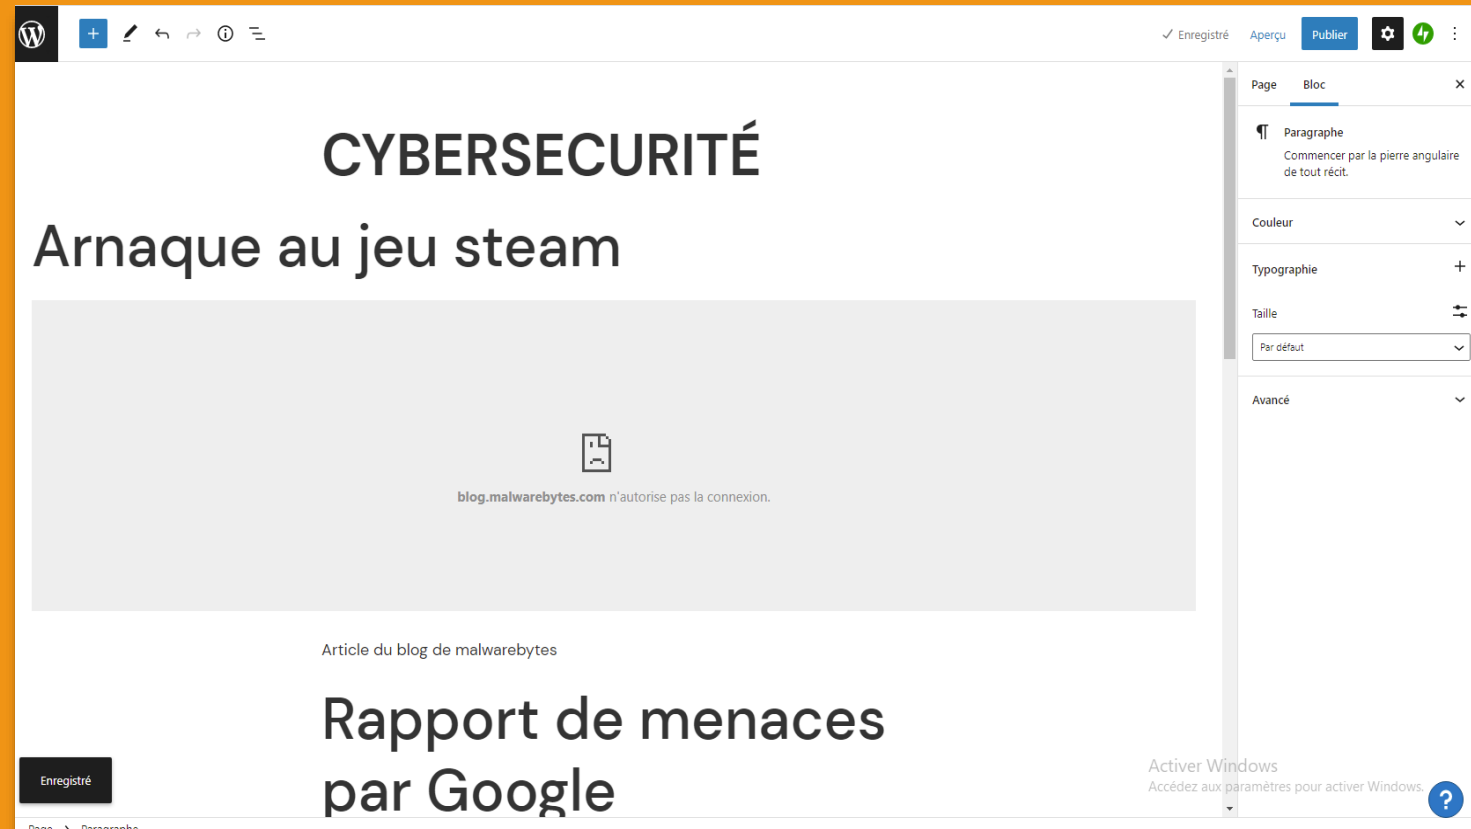 Enregistré
Aperçu
Publier
Page
Bloc
CYBERSECURITÉ
Arnaque au jeu steam
blog.malwarebytes.com n'autorise pas la connexion.
Article du blog de malwarebytes
Rapport de menaces
par Google
Paragraphe
Commencer par la pierre angulaire
de tout récit.
Couleur
Typographie
Taille
Par défaut
Avancé
Activer Windows
Accédez aux paramètres pour activer Windows.
Enregistré
Page
Paragraphe